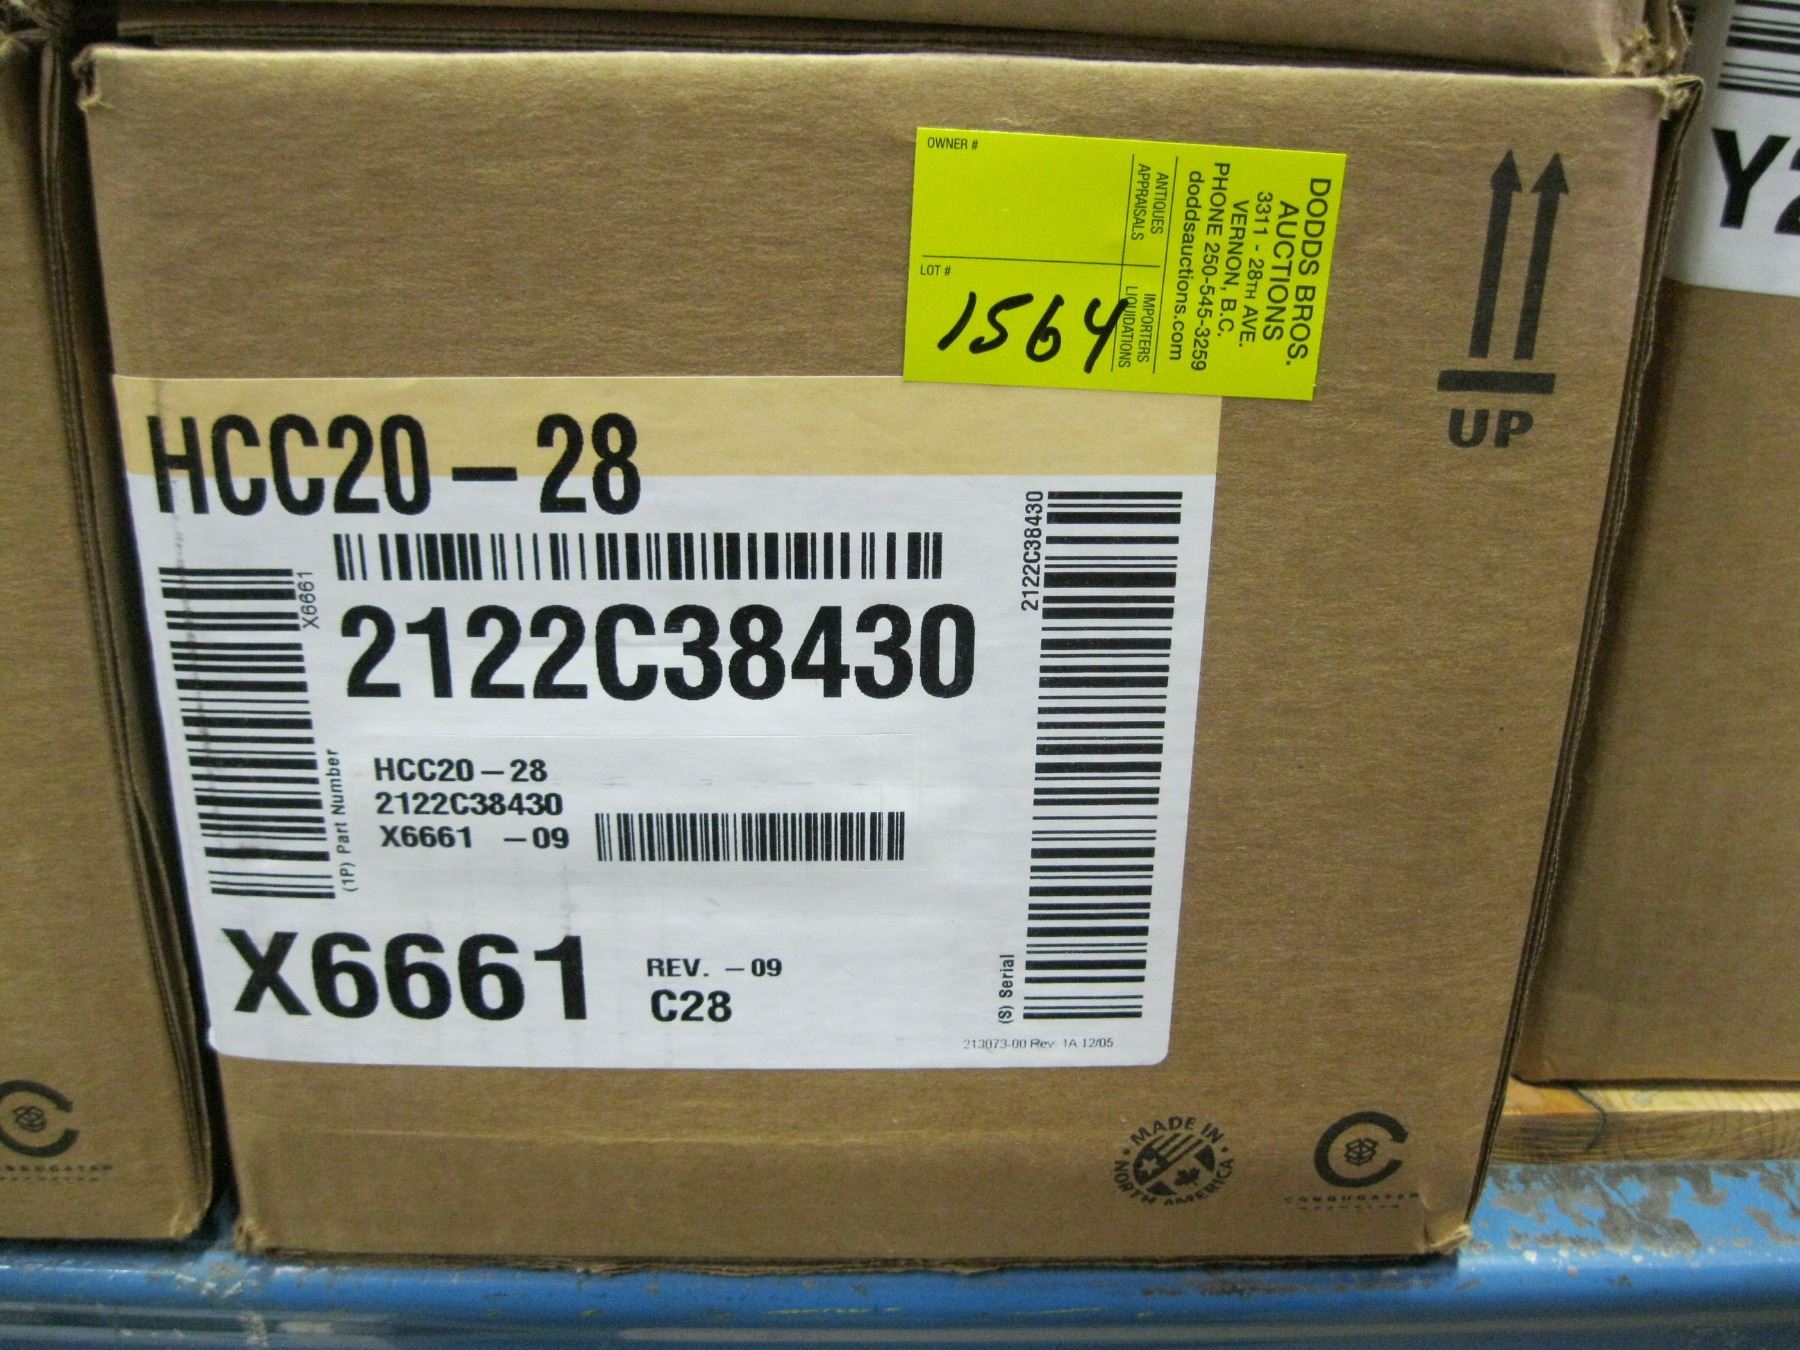 OWNER #
LOT #
1564
ANTIQUES
APPRAISALS
IMPORTERS
LIQUIDATIONS
DODDS BROS.
AUCTIONS
3311 - 28TH AVE.
VERNON, B.C.
PHONE 250-545-3259
doddsauctions.com
UP
HCC20-28
X6661
2122C38430
2122C38430
(1P) Part Number
HCC20-28
2122C38430
X6661 -09
X6661
REV. -09
C28
(S) Serial
213073-00 Rev 1A 12/05
MADE IN
NORTH AMERICA
CORRUGATED